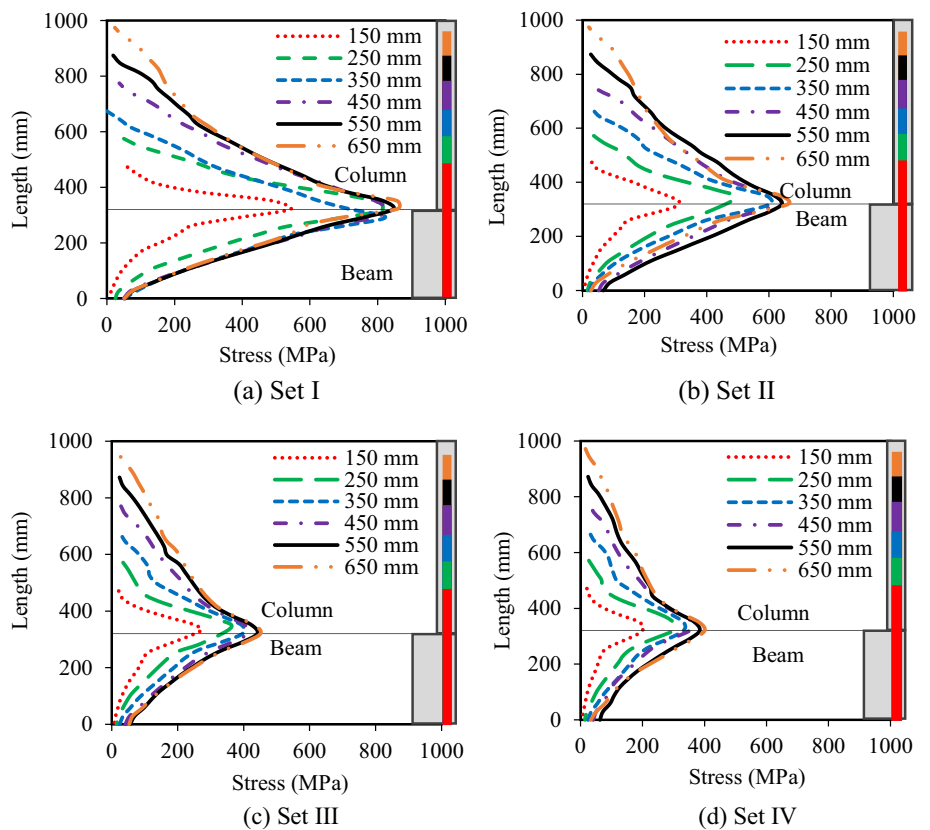 1000
800
600
400
200
0
Length (mm)
150 mm
250 mm
350 mm
450 mm
550 mm
650 mm
Column
Beam
0 200 400 600 800 1000
Stress (MPa)
(a) Set I
1000
800
600
400
200
0
Length (mm)
150 mm
250 mm
350 mm
450 mm
550 mm
650 mm
Column
Beam
0 200 400 600 800 1000
Stress (MPa)
(b) Set II
1000
800
600
400
200
0
Length (mm)
150 mm
250 mm
350 mm
450 mm
550 mm
650 mm
Column
Beam
0 200 400 600 800 1000
Stress (MPa)
(c) Set III
1000
800
600
400
200
0
Length (mm)
150 mm
250 mm
350 mm
450 mm
550 mm
650 mm
Column
Beam
0 200 400 600 800 1000
Stress (MPa)
(d) Set IV